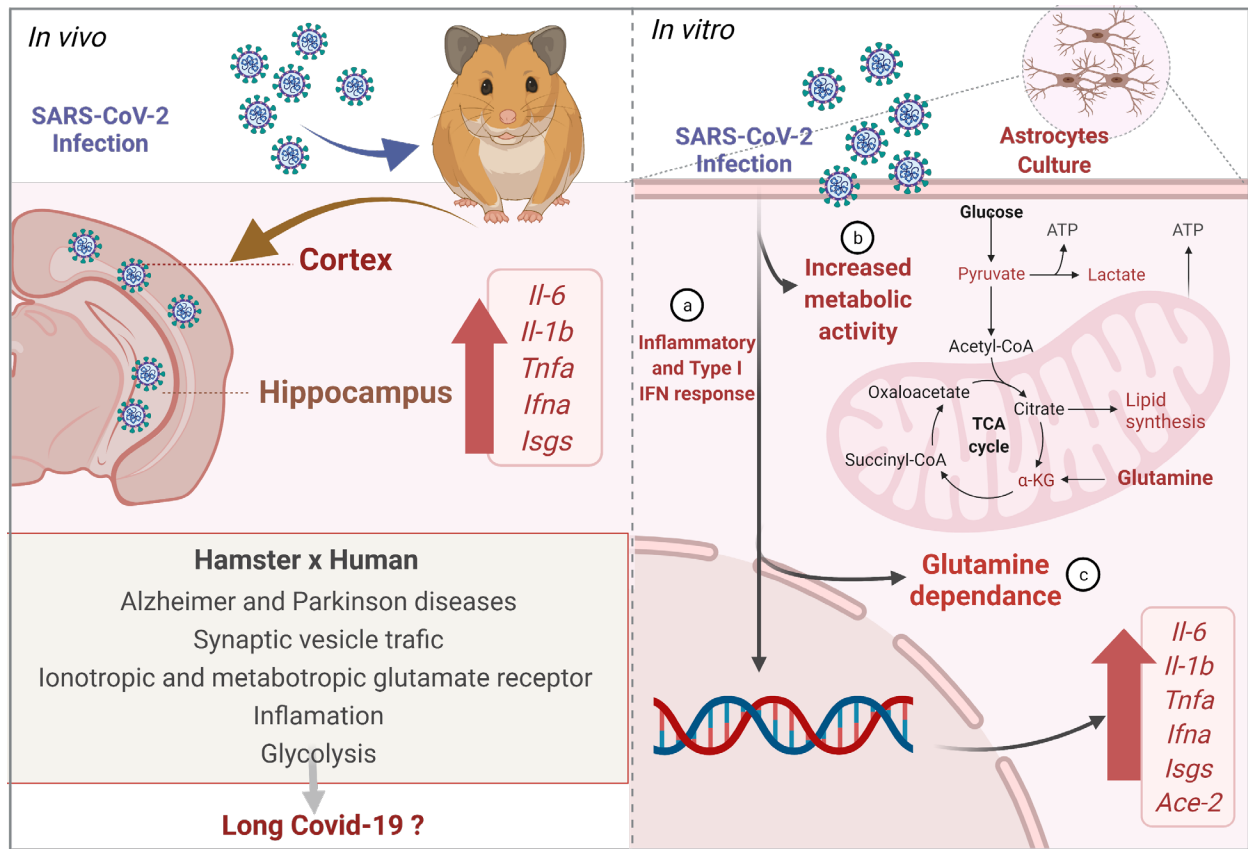 In vivo
SARS-CoV-2
Infection
Cortex
Hippocampus
Il-6
Il-1b
Tnfa
Ifna
Isgs
Hamster x Human
Alzheimer and Parkinson diseases
Synaptic vesicle trafic
Ionotropic and metabotropic glutamate receptor
Inflamation
Glycolysis
Long Covid-19 ?
In vitro
SARS-CoV-2
Infection
Astrocytes
Culture
a
Inflammatory
and Type I
IFN response
b
Increased
metabolic
activity
Glucose
ATP
ATP
Pyruvate
Lactate
Acetyl-CoA
Oxaloacetate
Citrate
Lipid
synthesis
TCA
cycle
Succinyl-CoA
α-KG
Glutamine
Glutamine
dependance
c
Il-6
Il-1b
Tnfa
Ifna
Isgs
Ace-2